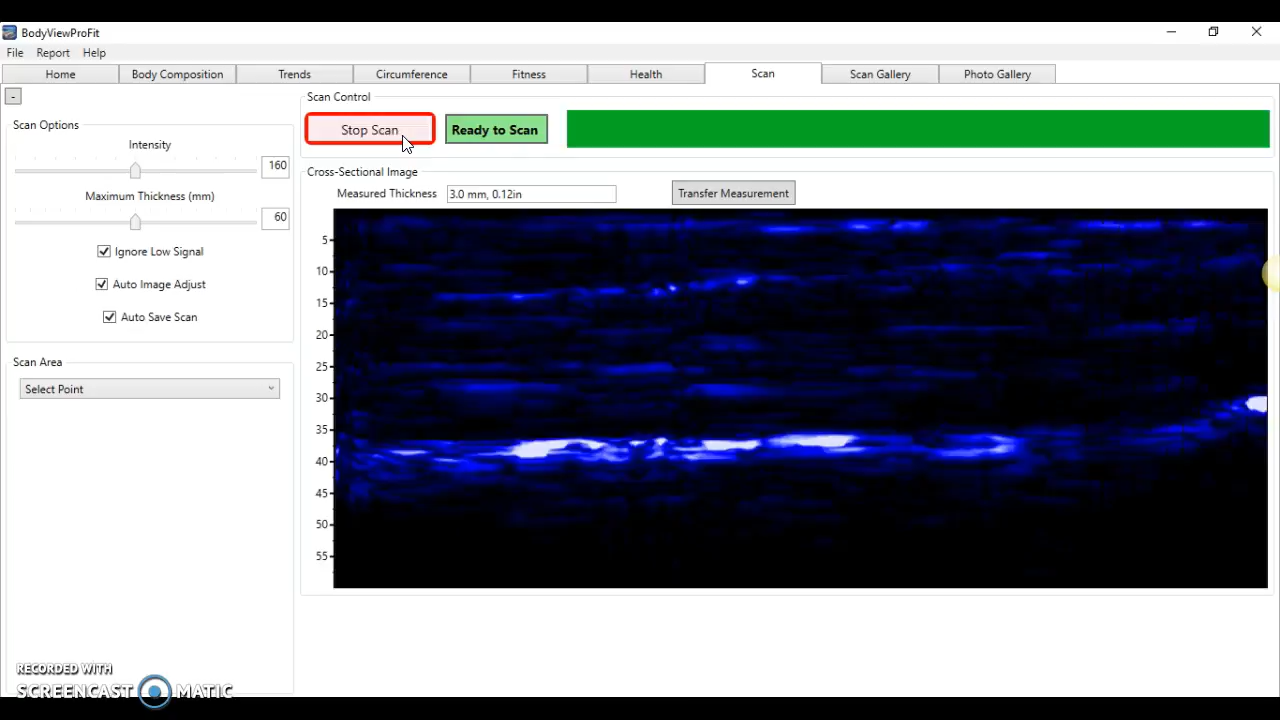 BodyViewProFit
File Report Help
Home Body Composition Trends Circumference Fitness Health Scan Scan Gallery Photo Gallery
-
Scan Control
Stop Scan Ready to Scan
Scan Options
Intensity
160
Maximum Thickness (mm)
60
Ignore Low Signal
Auto Image Adjust
Auto Save Scan
Scan Area
Select Point
Cross-Sectional Image
Measured Thickness 3.0 mm, 0.12in Transfer Measurement
5
10
15
20
25
30
35
40
45
50
55
RECORDED WITH
SCREENCAST MATIC